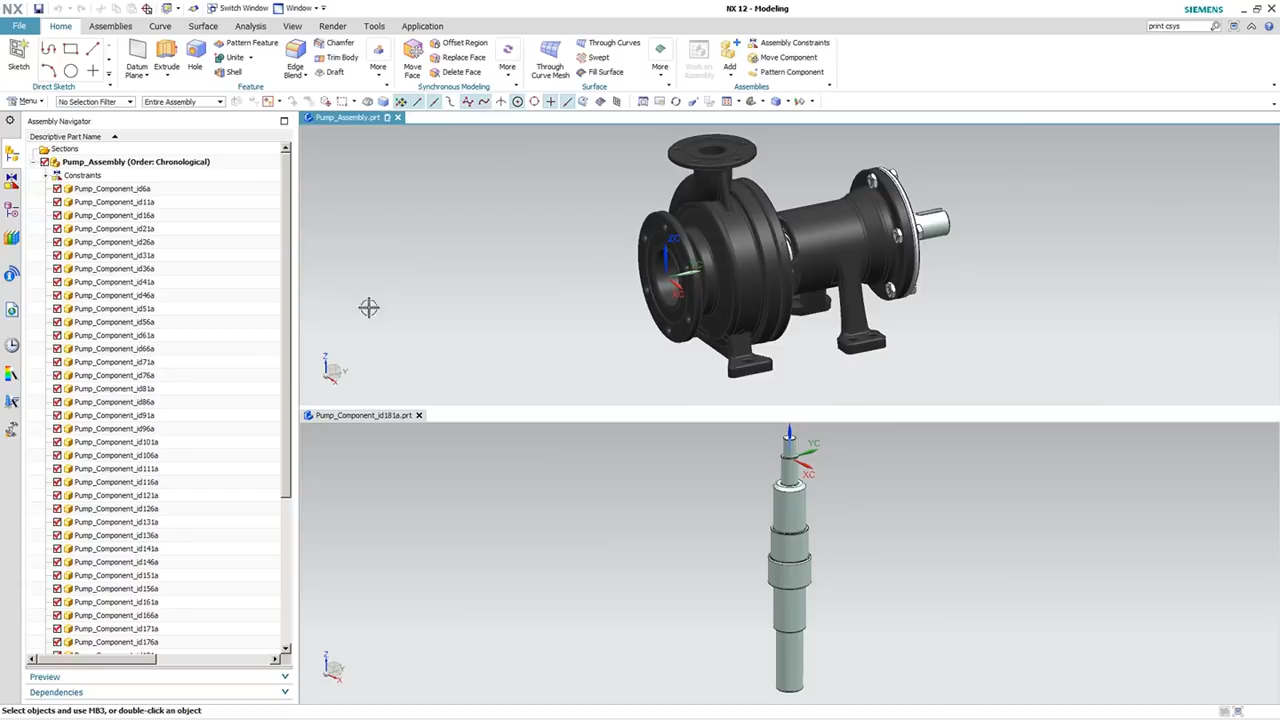 NX
Switch Window
Window
NX 12 - Modeling
SIEMENS
File
Home
Assemblies
Curve
Surface
Analysis
View
Render
Tools
Application
print csys
Sketch
Direct Sketch
Datum Plane
Extrude
Hole
Pattern Feature
Unite
Shell
Edge Blend
Chamfer
Trim Body
Draft
More
Feature
Move Face
Offset Region
Replace Face
Delete Face
More
Synchronous Modeling
Through Curve Mesh
Through Curves
Swept
Fill Surface
More
Surface
Work on Assembly
Add
Assembly Constraints
Move Component
Pattern Component
Assemblies
Menu
No Selection Filter
Entire Assembly
Assembly Navigator
Descriptive Part Name
Sections
Pump_Assembly (Order: Chronological)
Constraints
Pump_Component_id6a
Pump_Component_id11a
Pump_Component_id16a
Pump_Component_id21a
Pump_Component_id26a
Pump_Component_id31a
Pump_Component_id36a
Pump_Component_id41a
Pump_Component_id46a
Pump_Component_id51a
Pump_Component_id56a
Pump_Component_id61a
Pump_Component_id66a
Pump_Component_id71a
Pump_Component_id76a
Pump_Component_id81a
Pump_Component_id86a
Pump_Component_id91a
Pump_Component_id96a
Pump_Component_id101a
Pump_Component_id106a
Pump_Component_id111a
Pump_Component_id116a
Pump_Component_id121a
Pump_Component_id126a
Pump_Component_id131a
Pump_Component_id136a
Pump_Component_id141a
Pump_Component_id146a
Pump_Component_id151a
Pump_Component_id156a
Pump_Component_id161a
Pump_Component_id166a
Pump_Component_id171a
Pump_Component_id176a
Preview
Dependencies
Pump_Assembly.prt
ZC
XC
Z
Y
X
Pump_Component_id181a.prt
YC
XC
Z
X
Select objects and use MB3, or double-click an object